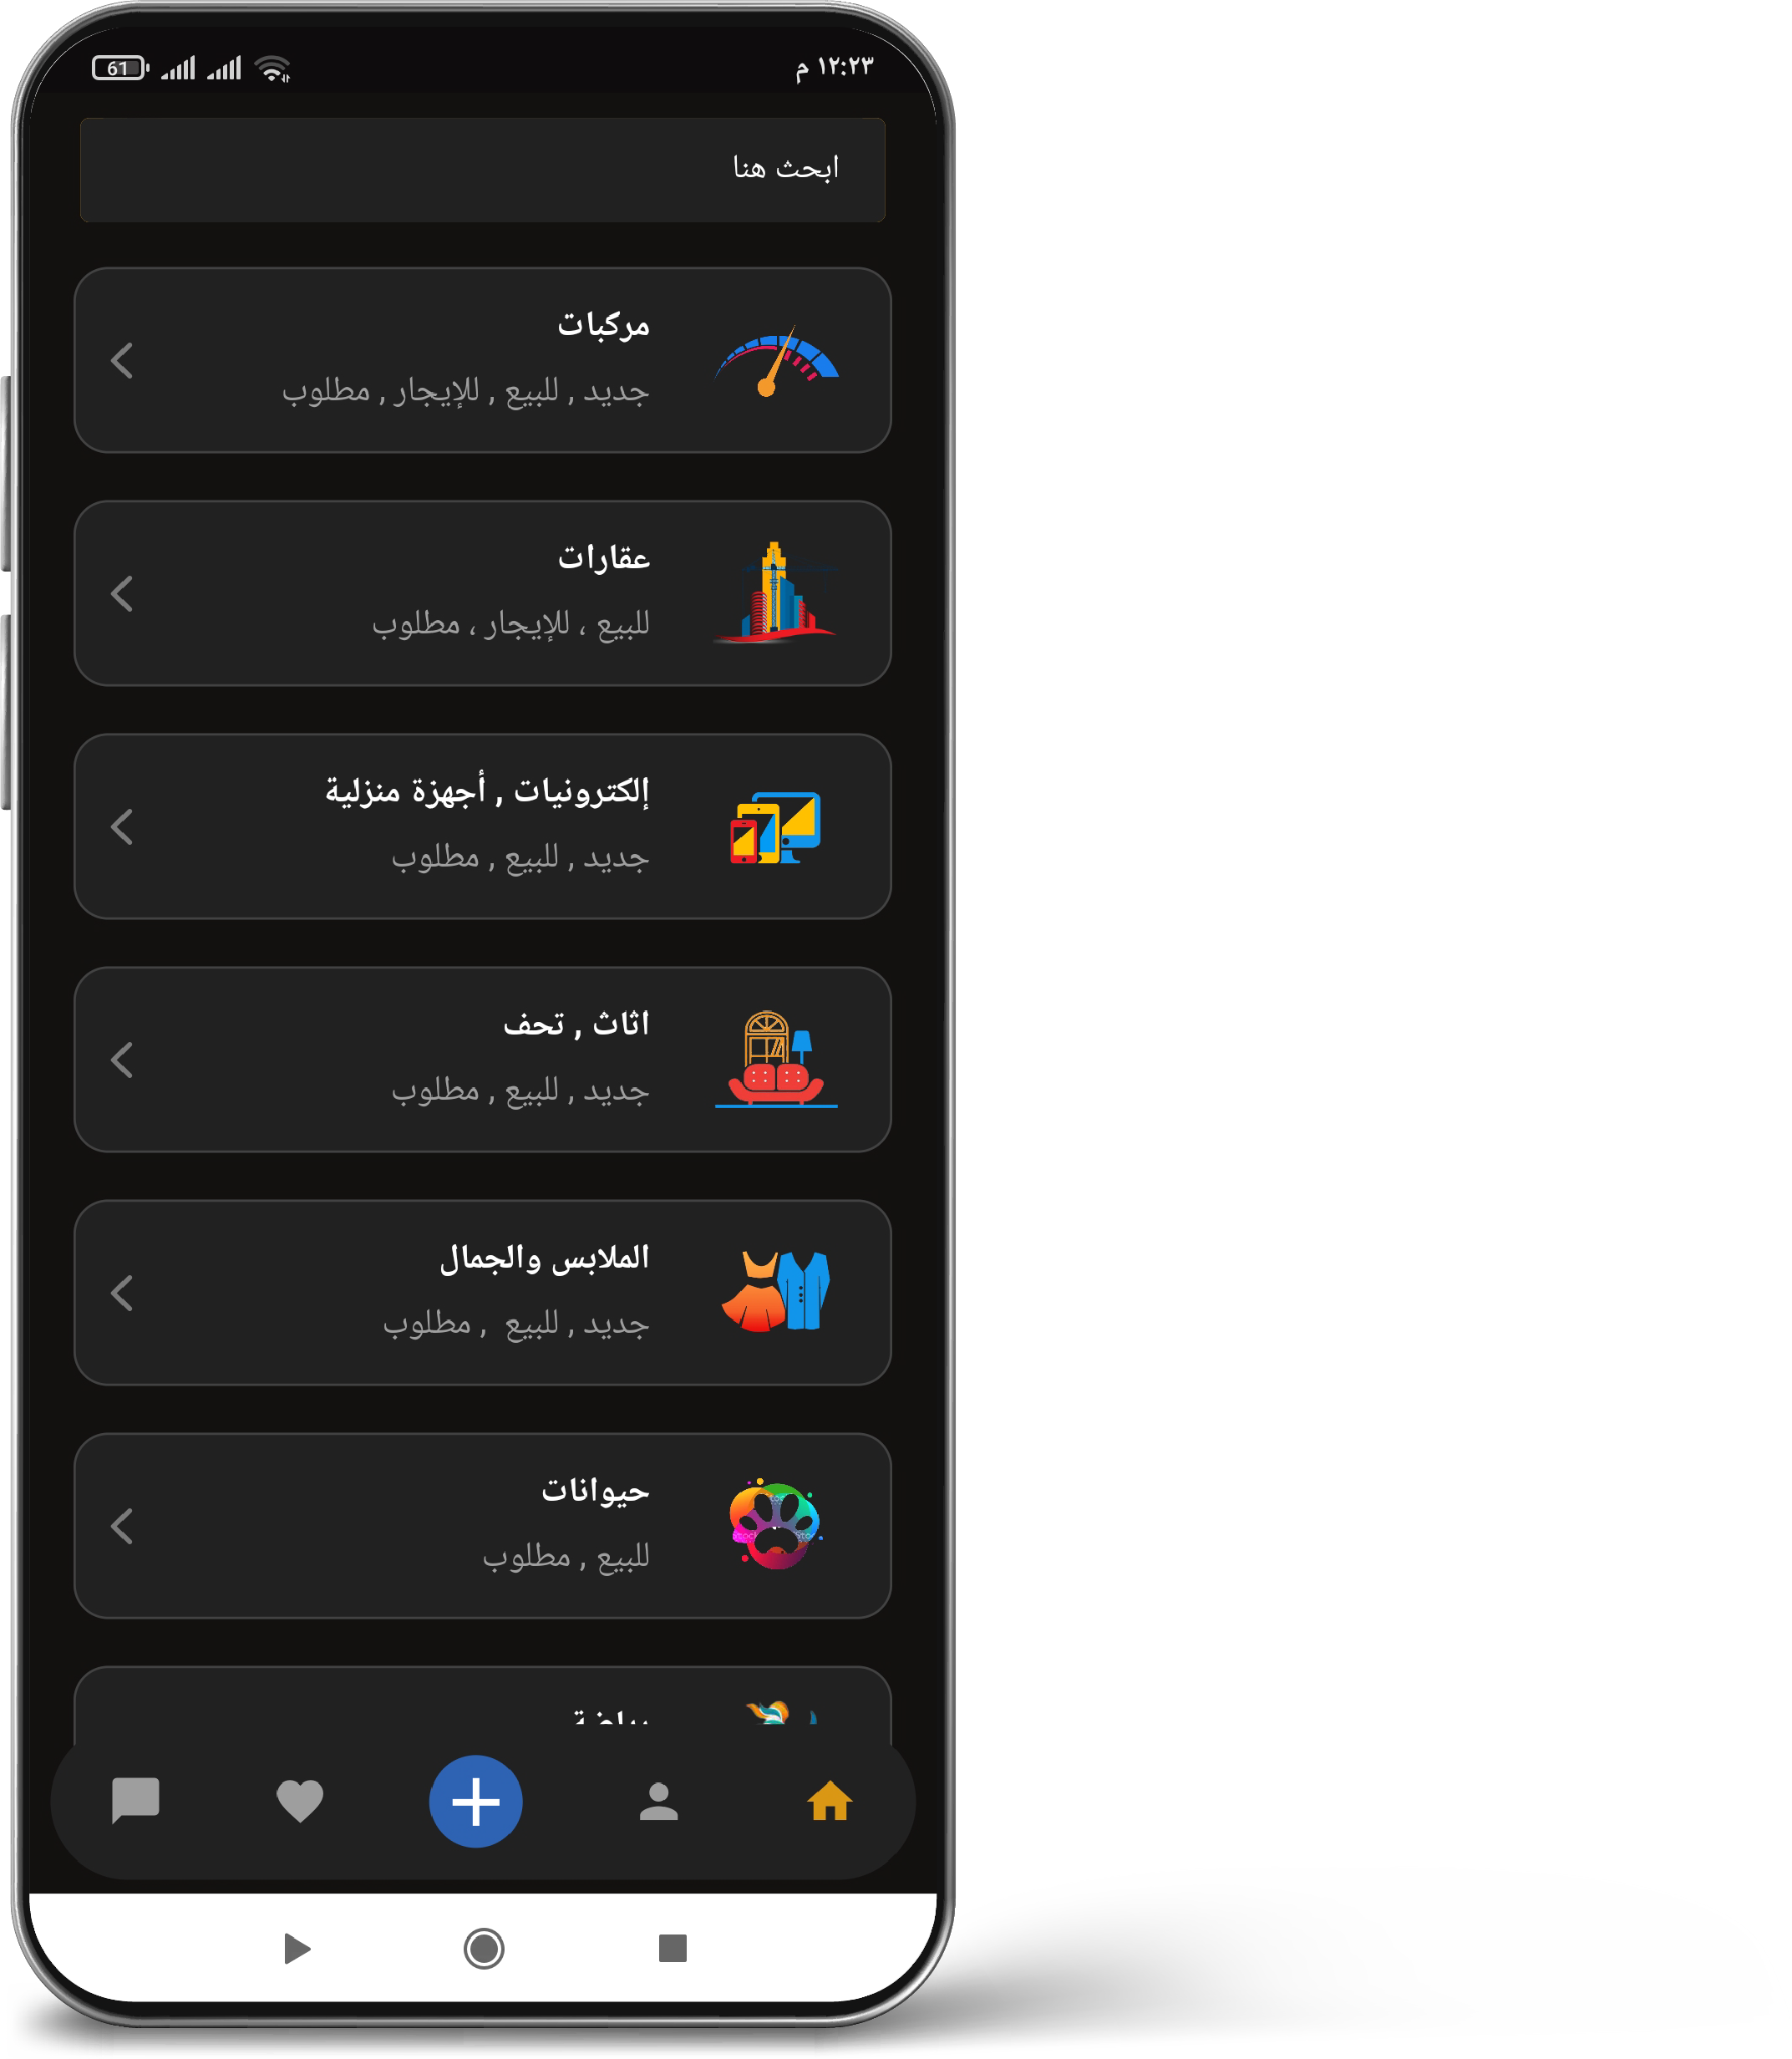 61
١٢:٢٣ م
ابحث هنا
مركبات
جديد , للبيع , للإيجار , مطلوب
عقارات
للبيع ، للإيجار ، مطلوب
إلكترونيات , أجهزة منزلية
جديد , للبيع , مطلوب
اثاث , تحف
جديد , للبيع , مطلوب
الملابس والجمال
جديد , للبيع , مطلوب
حيوانات
للبيع , مطلوب